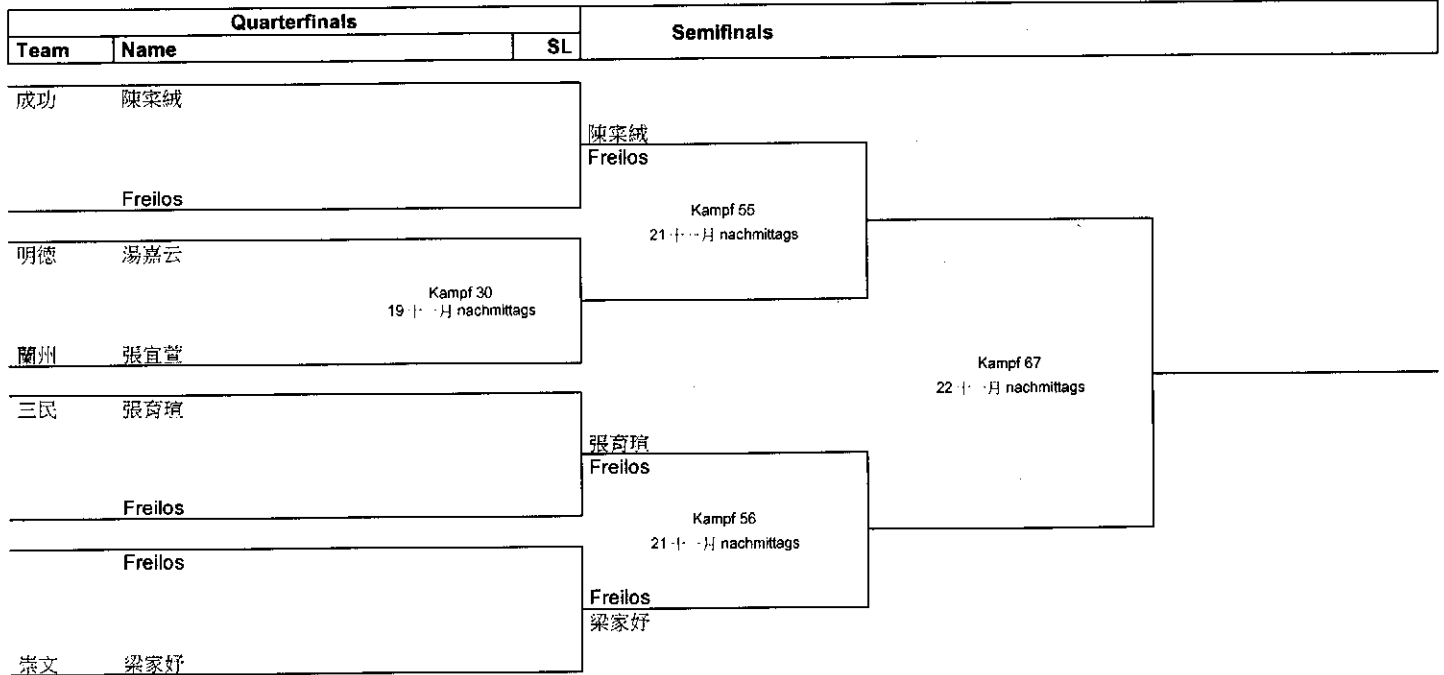 Quarterfinals
Semifinals
Team Name SL
成功 陳寀絨
陳寀絨
Freilos
Freilos
Kampf 55
21 十一月 nachmittags
明德 湯嘉云
Kampf 30
19 十一月 nachmittags
蘭州 張宜萱
Kampf 67
22 十一月 nachmittags
三民 張育瑄
張育瑄
Freilos
Freilos
Kampf 56
21 十一月 nachmittags
Freilos
Freilos
梁家妤
崇文 梁家妤